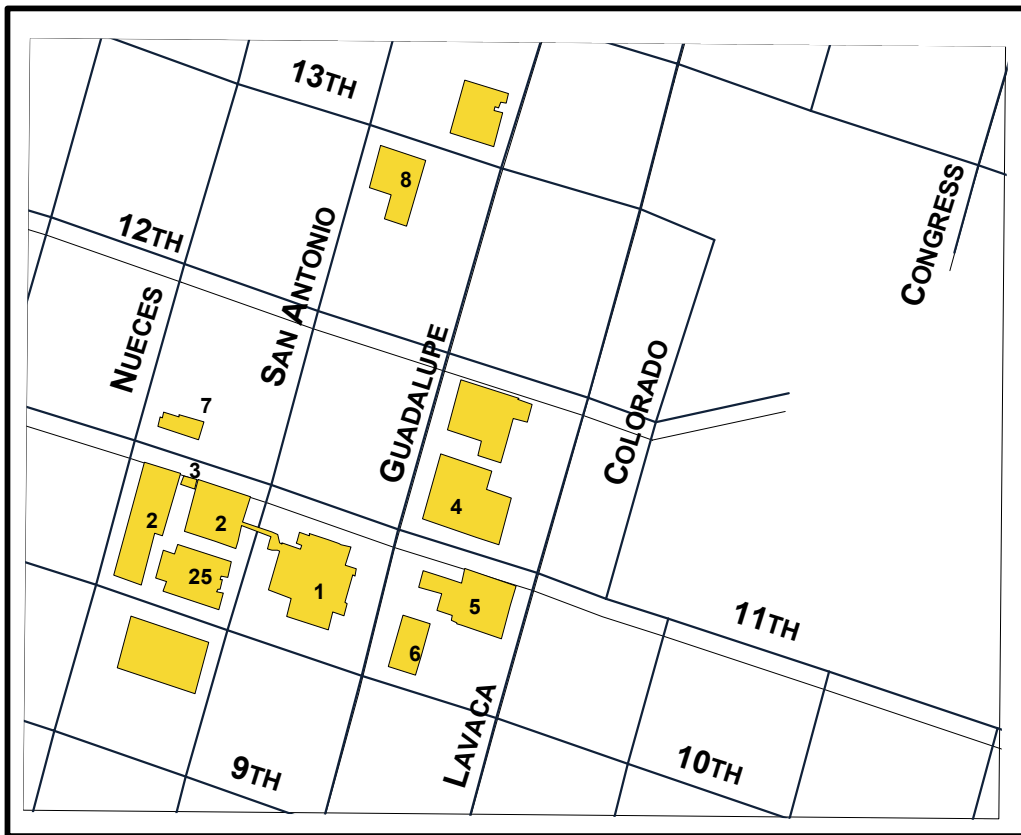 13TH
8
CONGRESS
12TH
SAN ANTONIO
NUECES
GUADALUPE
COLORADO
7
3
2
2
4
25
1
5
11TH
6
LAVACA
9TH
10TH